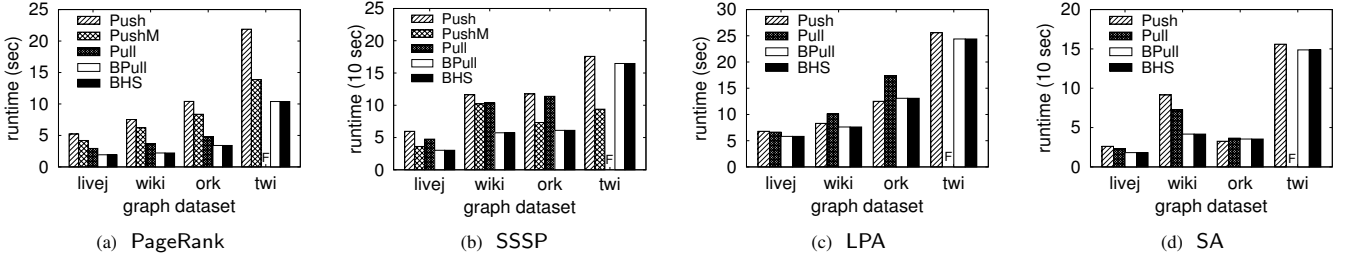 25
20
15
10
5
0
runtime (sec)
Push
PushM
Pull
BPull
BHS
F
livej wiki ork twi
graph dataset
(a) PageRank
25
20
15
10
5
0
runtime (10 sec)
Push
PushM
Pull
BPull
BHS
F
livej wiki ork twi
graph dataset
(b) SSSP
30
25
20
15
10
5
0
runtime (sec)
Push
Pull
BPull
BHS
F
livej wiki ork twi
graph dataset
(c) LPA
20
15
10
5
0
runtime (10 sec)
Push
Pull
BPull
BHS
F
livej wiki ork twi
graph dataset
(d) SA